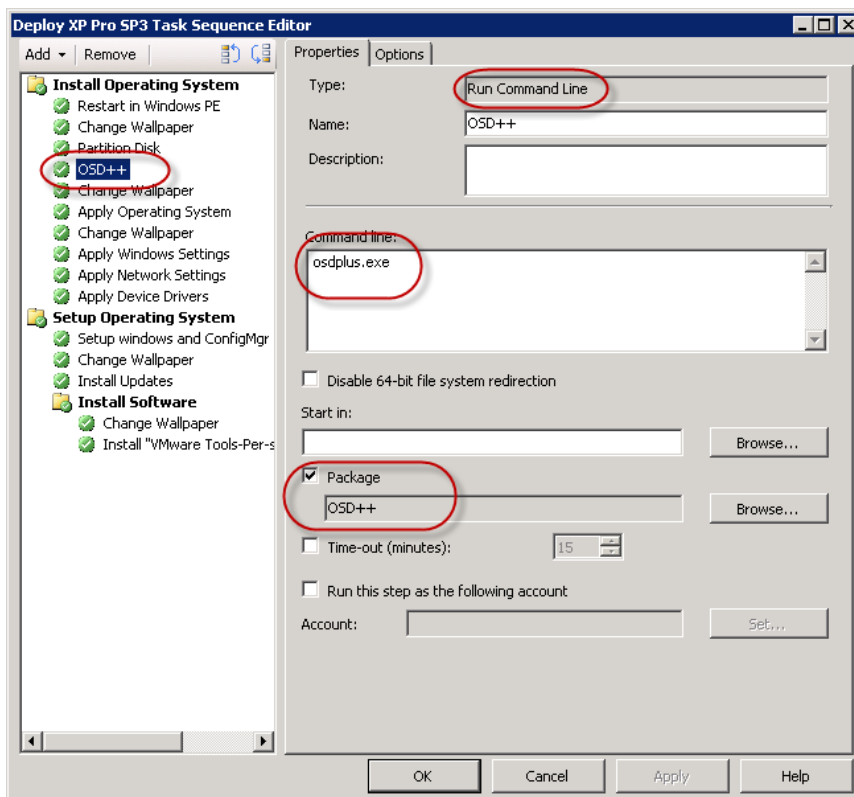 Deploy XP Pro SP3 Task Sequence Editor
Add Remove
Properties Options
Install Operating System
Restart in Windows PE
Change Wallpaper
Partition Disk
OSD++
Change Wallpaper
Apply Operating System
Change Wallpaper
Apply Windows Settings
Apply Network Settings
Apply Device Drivers
Setup Operating System
Setup windows and ConfigMgr
Change Wallpaper
Install Updates
Install Software
Change Wallpaper
Install "VMware Tools-Per-s
Type: Run Command Line
Name: OSD++
Description:
Command line:
osdplus.exe
Disable 64-bit file system redirection
Start in:
Browse...
Package
OSD++ Browse...
Time-out (minutes): 15
Run this step as the following account
Account: Set...
OK Cancel Apply Help